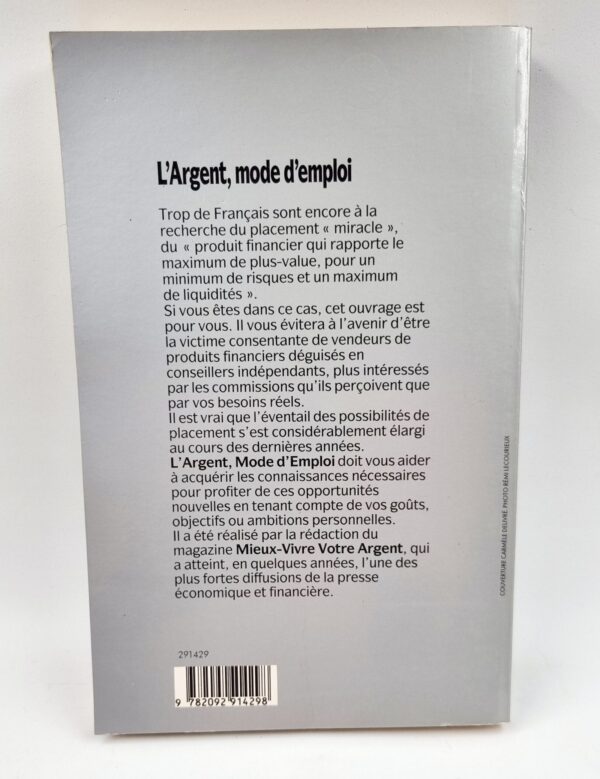 L'Argent, mode d'emploi
Trop de Français sont encore à la
recherche du placement « miracle »,
du « produit financier qui rapporte le
maximum de plus-value, pour un
minimum de risques et un maximum
de liquidités ».
Si vous êtes dans ce cas, cet ouvrage est
pour vous. Il vous évitera à l'avenir d'être
la victime consentante de vendeurs de
produits financiers déguisés en
conseillers indépendants, plus intéressés
par les commissions qu'ils perçoivent que
par vos besoins réels.
Il est vrai que l'éventail des possibilités de
placement s'est considérablement élargi
au cours des dernières années.
L'Argent, Mode d'Emploi doit vous aider
à acquérir les connaissances nécessaires
pour profiter de ces opportunités
nouvelles en tenant compte de vos goûts,
objectifs ou ambitions personnelles.
Il a été réalisé par la rédaction du
magazine Mieux-Vivre Votre Argent, qui
a atteint, en quelques années, l'une des
plus fortes diffusions de la presse
économique et financière.
COUVERTURE CARMÈLE DELIVRÉ PHOTO RÉMI LECOURIEUX
291429
9 782092 914298